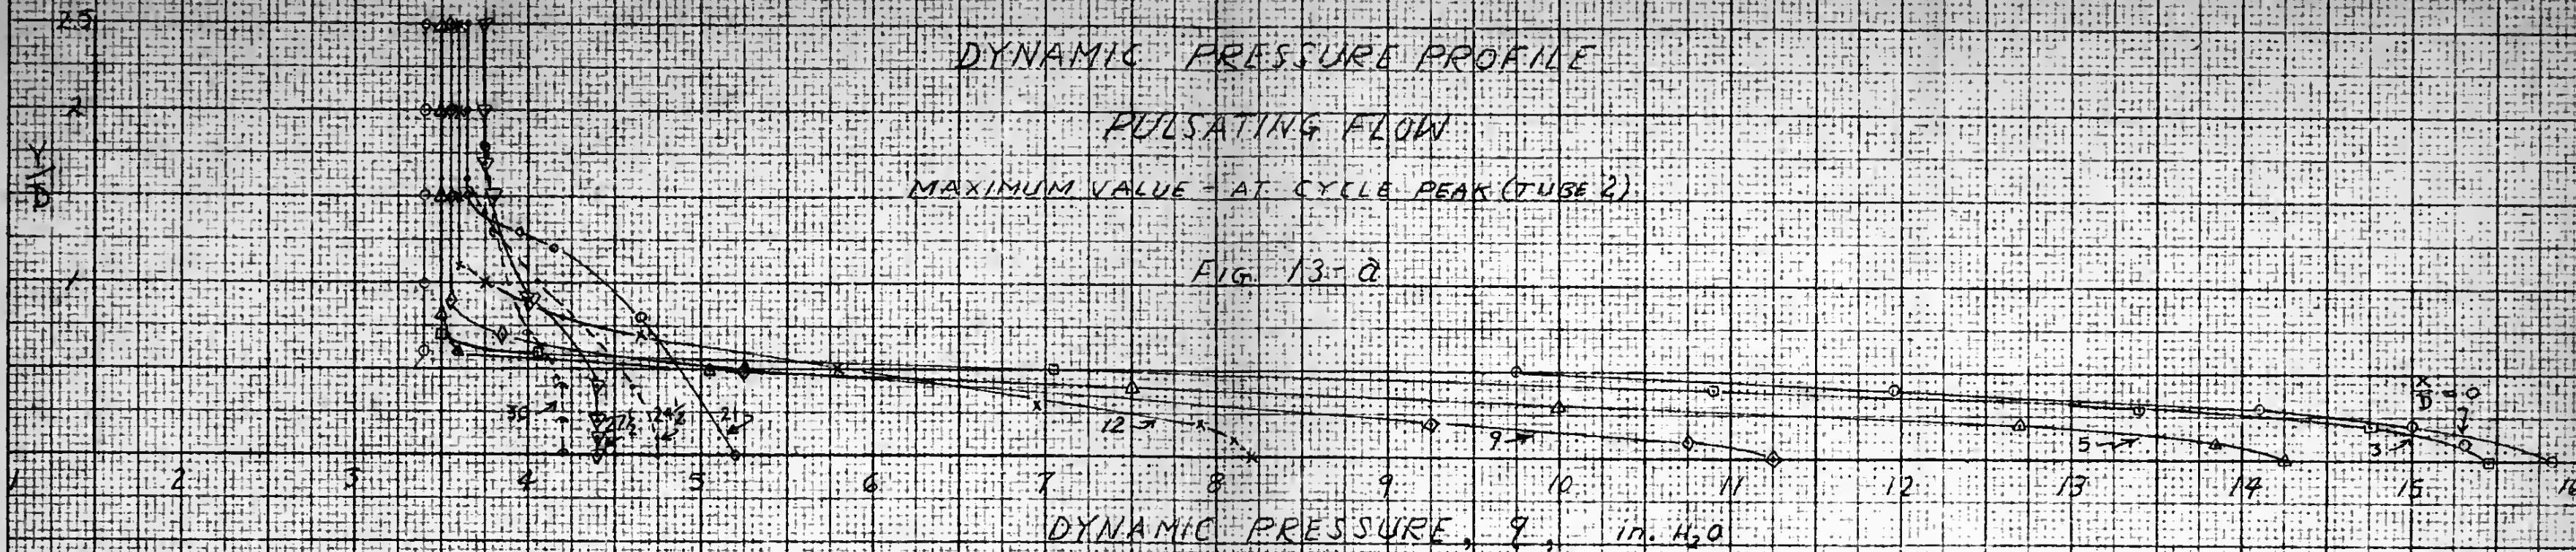 2.5
DYNAMIC PRESSURE PROFILE
2
PULSATING FLOW
Y/D
MAXIMUM VALUE - AT CYCLE PEAK (TUBE 2)
1
FIG. 13-a
X/D = 0
30
27½
24½
21
12
9
5
3
1 2 3 4 5 6 7 8 9 10 11 12 13 14 15 16
DYNAMIC PRESSURE, q, in. H₂O